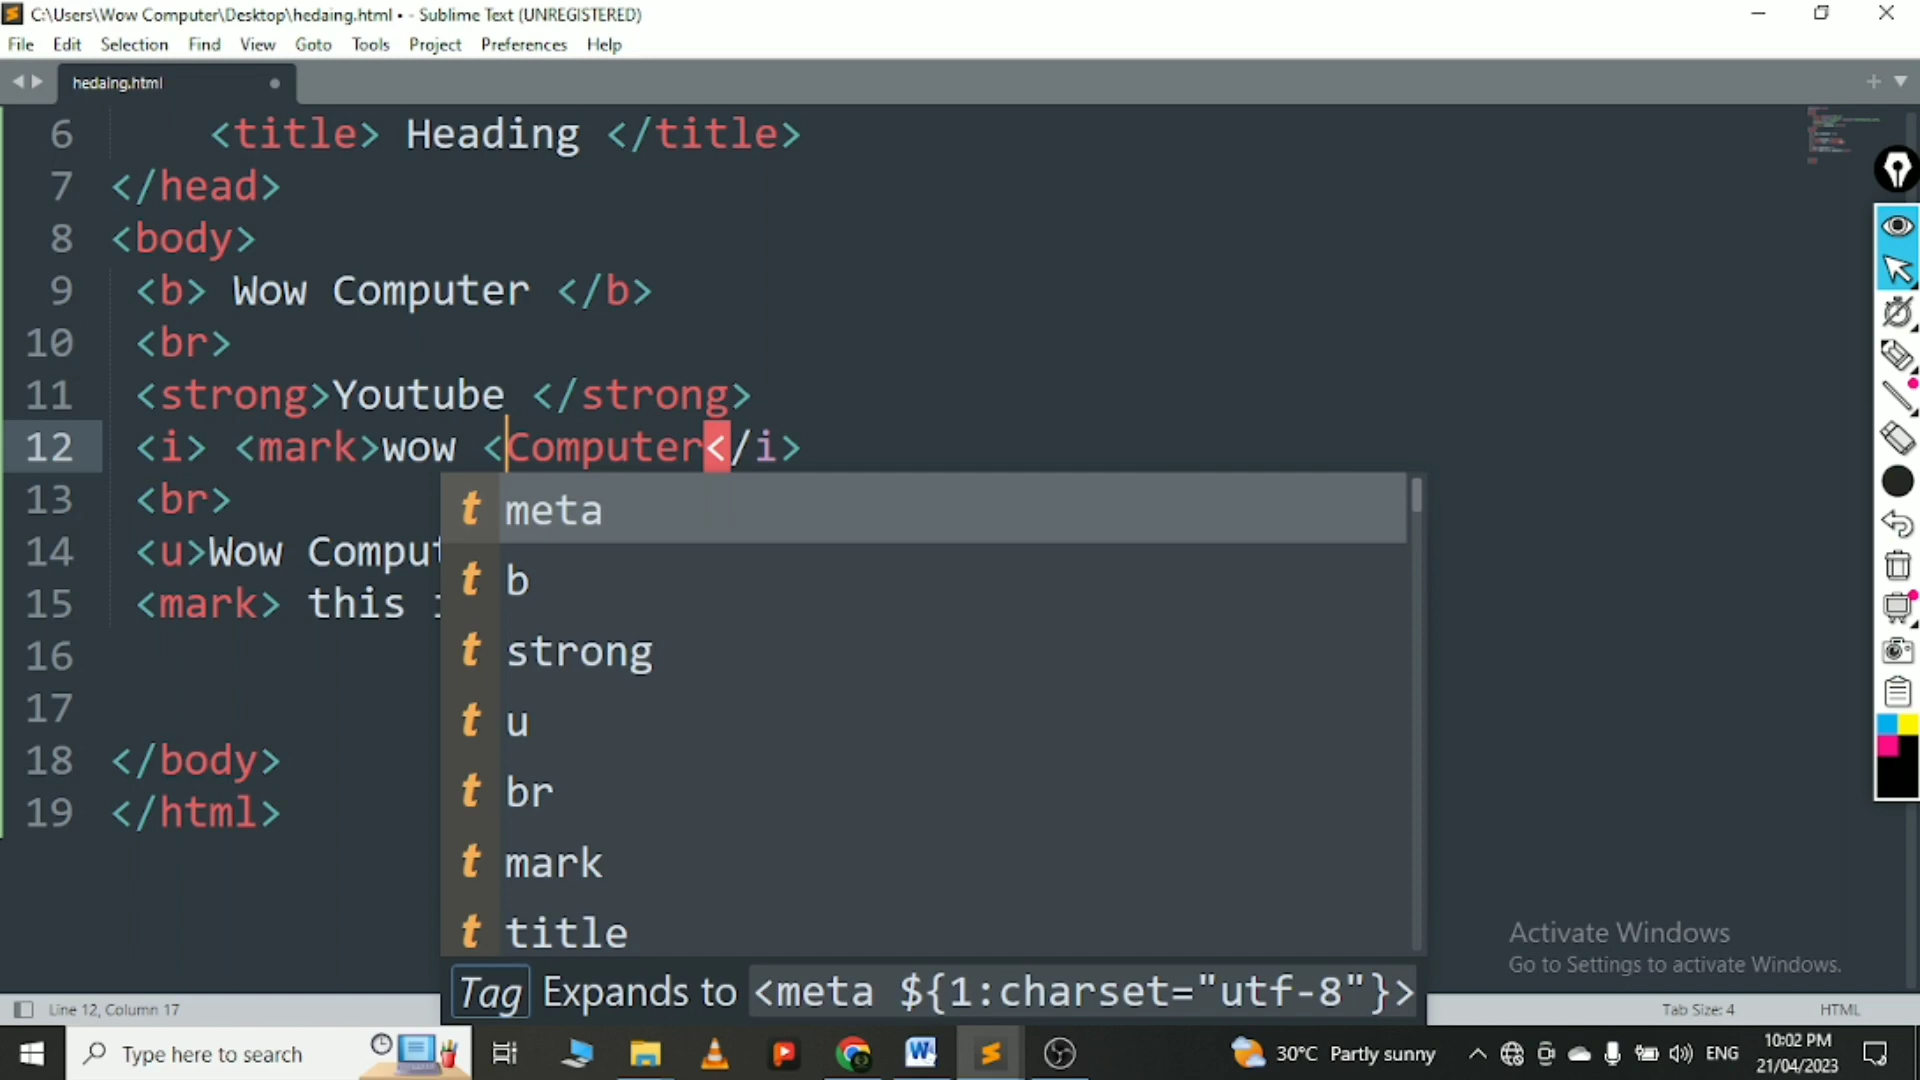 C:\Users\Wow Computer\Desktop\hedaing.html • - Sublime Text (UNREGISTERED)
File Edit Selection Find View Goto Tools Project Preferences Help
hedaing.html
6 <title> Heading </title>
7 </head>
8 <body>
9 <b> Wow Computer </b>
10 <br>
11 <strong>Youtube </strong>
12 <i> <mark>wow <Computer</i>
13 <br>
14 <u>Wow Comput
15 <mark> this
16
17
18 </body>
19 </html>
t meta
t b
t strong
t u
t br
t mark
t title
Tag Expands to <meta ${1:charset="utf-8"}>
Activate Windows
Go to Settings to activate Windows.
Line 12, Column 17 Tab Size: 4 HTML
Type here to search 30°C Partly sunny ENG 10:02 PM
21/04/2023